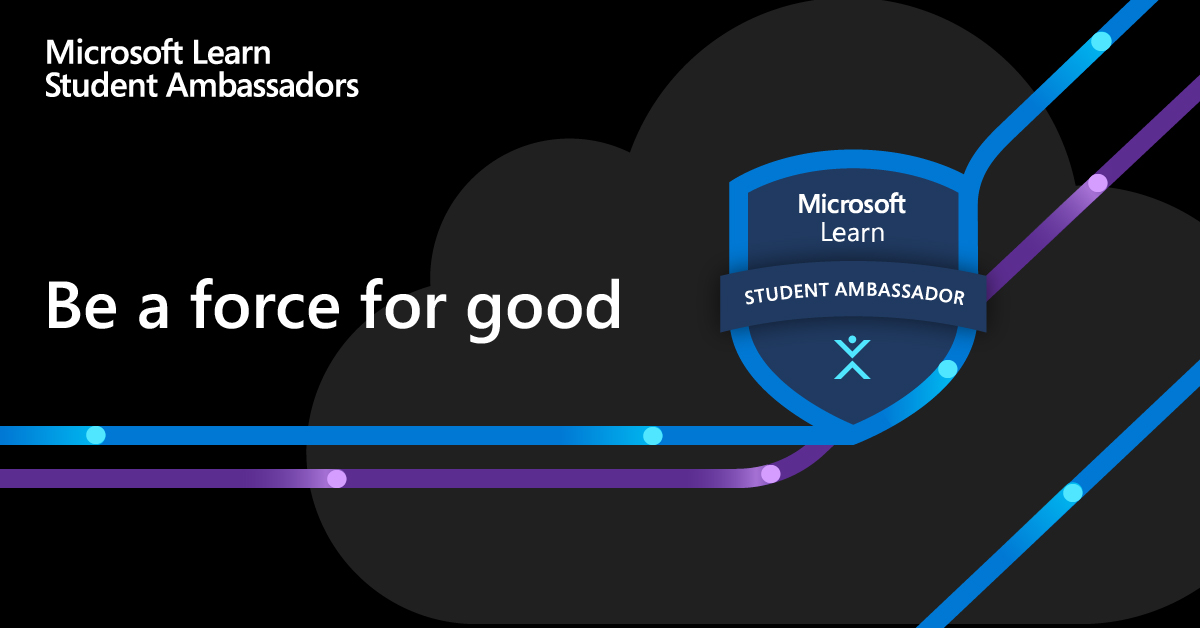 Microsoft Learn
Student Ambassadors
Be a force for good
Microsoft
Learn
STUDENT AMBASSADOR